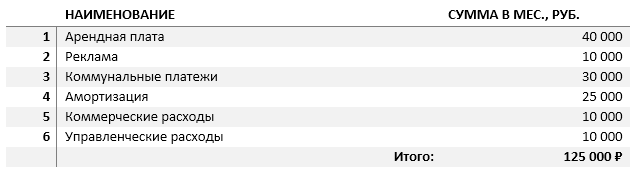 НАИМЕНОВАНИЕ СУММА В МЕС., РУБ.
1 Арендная плата 40 000
2 Реклама 10 000
3 Коммунальные платежи 30 000
4 Амортизация 25 000
5 Коммерческие расходы 10 000
6 Управленческие расходы 10 000
Итого: 125 000 ₽